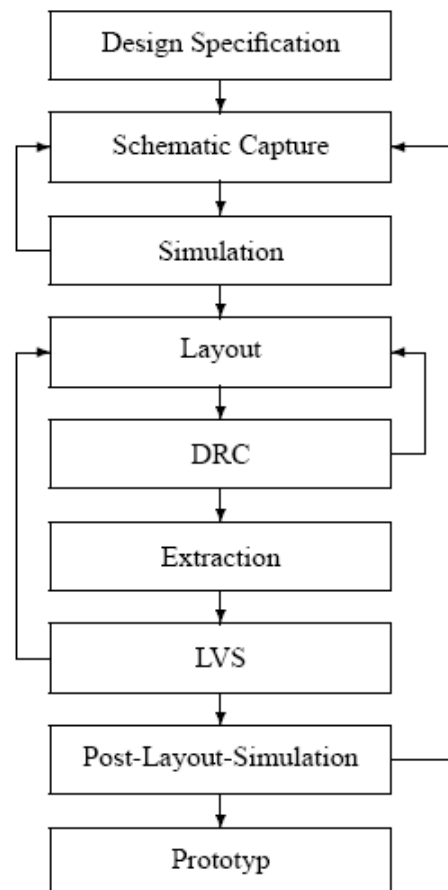 Design Specification
Schematic Capture
Simulation
Layout
DRC
Extraction
LVS
Post-Layout-Simulation
Prototyp